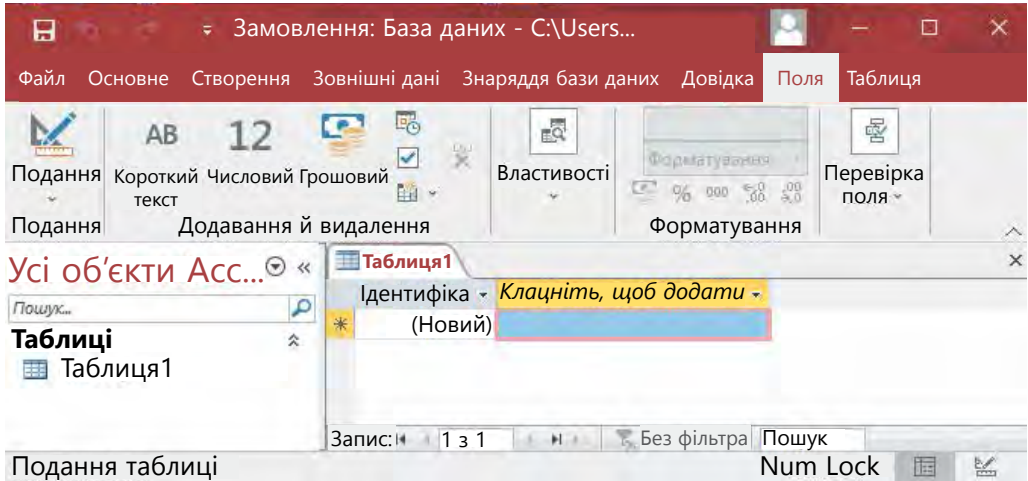 Замовлення: База даних - C:\Users...
Файл Основне Створення Зовнішні дані Знаряддя бази даних Довідка Поля Таблиця
AB 12
Подання Короткий текст Числовий Грошовий Властивості Форматування Перевірка поля
% 000 ,00
Подання Додавання й видалення Форматування
Усі об’єкти Acc...
Таблиця1
Ідентифіка Клацніть, щоб додати
Пошук...
(Новий)
Таблиці
Таблиця1
Запис: 1 з 1 Без фільтра Пошук
Подання таблиці Num Lock